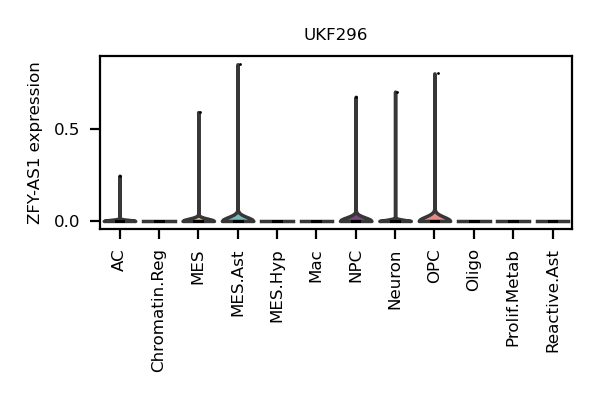 UKF296
ZFY-AS1 expression
0.5
0.0
AC
Chromatin.Reg
MES
MES.Ast
MES.Hyp
Mac
NPC
Neuron
OPC
Oligo
Prolif.Metab
Reactive.Ast